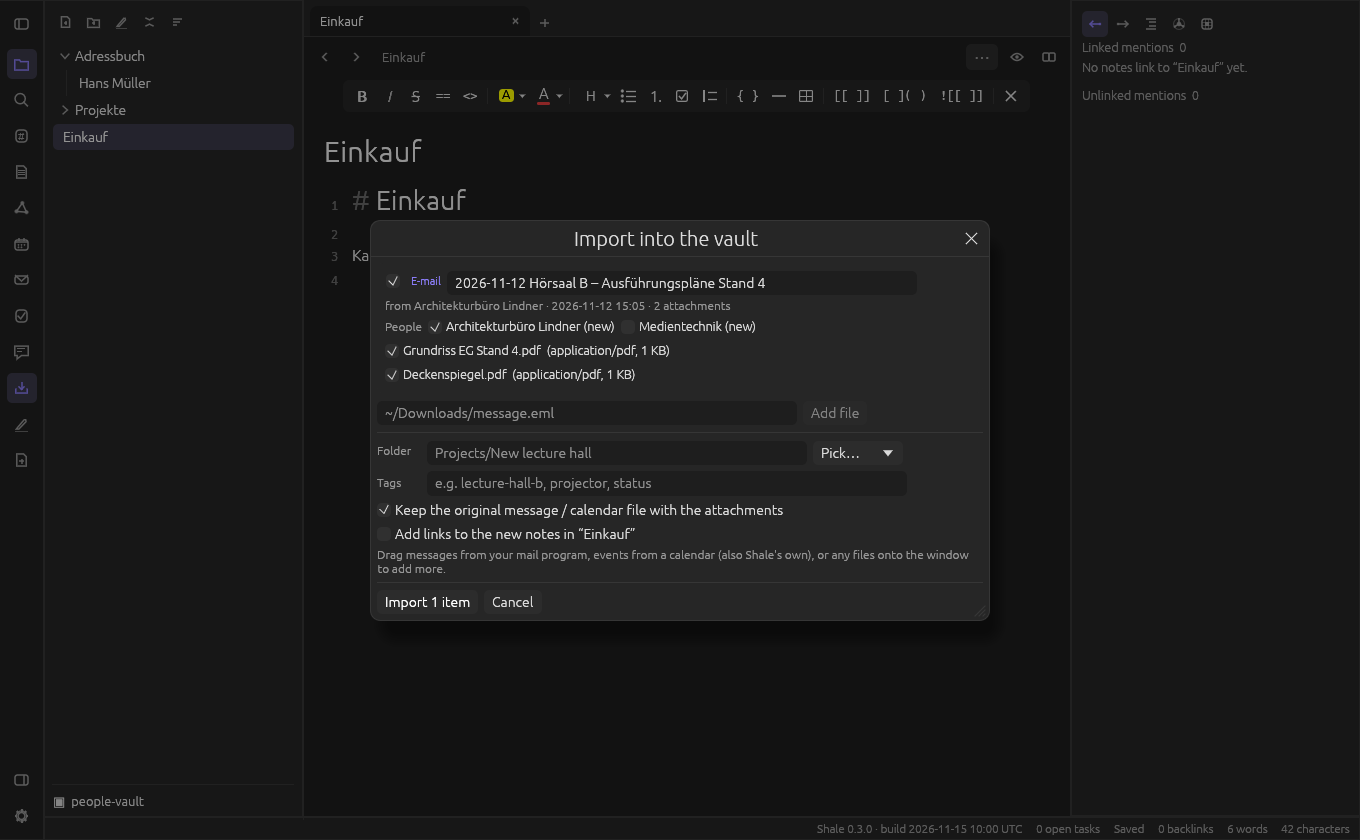 Einkauf ×
Adressbuch
Hans Müller
Projekte
Einkauf
people-vault
Einkauf
B I S == <> A A H 1. { } — [[ ]] [ ]( ) ![[ ]]
Einkauf
1 # Einkauf
2
3 Ka
4
Linked mentions 0
No notes link to “Einkauf” yet.
Unlinked mentions 0
Import into the vault
E-mail 2026-11-12 Hörsaal B – Ausführungspläne Stand 4
from Architekturbüro Lindner · 2026-11-12 15:05 · 2 attachments
People Architekturbüro Lindner (new) Medientechnik (new)
Grundriss EG Stand 4.pdf (application/pdf, 1 KB)
Deckenspiegel.pdf (application/pdf, 1 KB)
~/Downloads/message.eml Add file
Folder Projects/New lecture hall Pick…
Tags e.g. lecture-hall-b, projector, status
Keep the original message / calendar file with the attachments
Add links to the new notes in “Einkauf”
Drag messages from your mail program, events from a calendar (also Shale's own), or any files onto the window
to add more.
Import 1 item Cancel
Shale 0.3.0 · build 2026-11-15 10:00 UTC 0 open tasks Saved 0 backlinks 6 words 42 characters